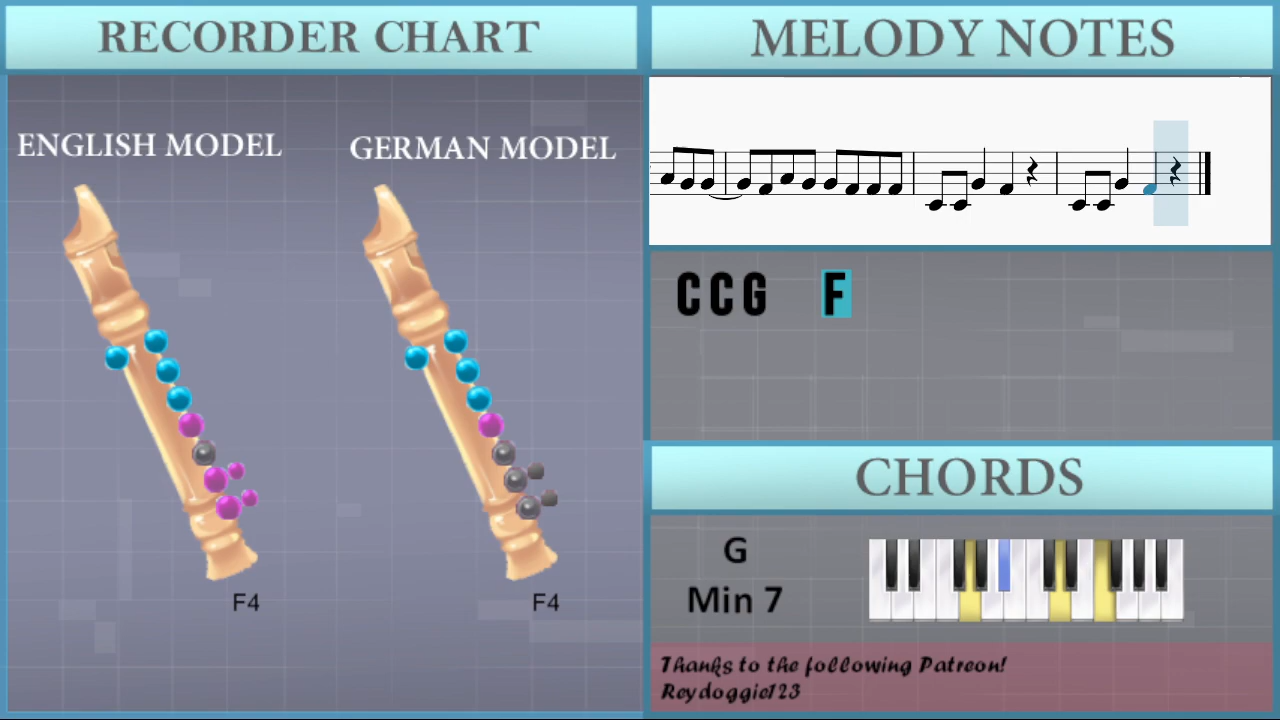 RECORDER CHART
ENGLISH MODEL
GERMAN MODEL
F4
F4
MELODY NOTES
C C G F
CHORDS
G
Min 7
Thanks to the following Patreon!
Reydoggie123